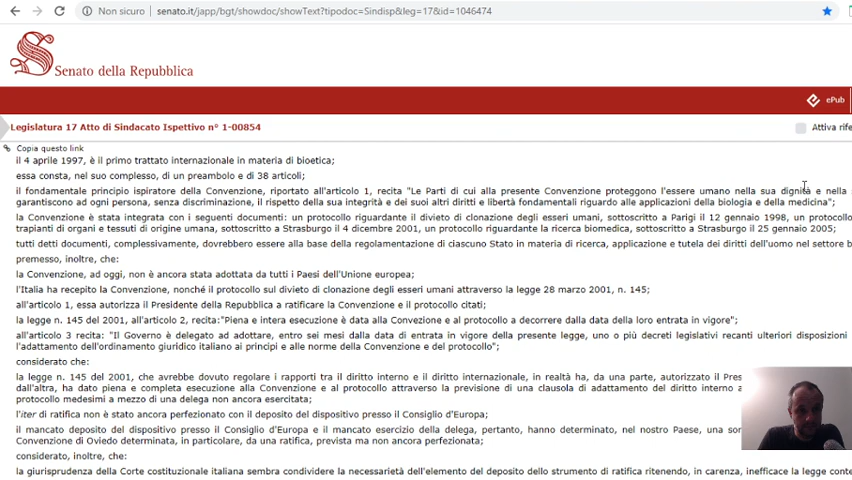 Non sicuro | senato.it/japp/bgt/showdoc/showText?tipodoc=Sindisp&leg=17&id=1046474
Senato della Repubblica
ePub
Legislatura 17 Atto di Sindacato Ispettivo n° 1-00854
Attiva rife
Copia questo link
il 4 aprile 1997, è il primo trattato internazionale in materia di bioetica;
essa consta, nel suo complesso, di un preambolo e di 38 articoli;
il fondamentale principio ispiratore della Convenzione, riportato all'articolo 1, recita "Le Parti di cui alla presente Convenzione proteggono l'essere umano nella sua dignità e nella
garantiscono ad ogni persona, senza discriminazione, il rispetto della sua integrità e dei suoi altri diritti e libertà fondamentali riguardo alle applicazioni della biologia e della medicina";
la Convenzione è stata integrata con i seguenti documenti: un protocollo riguardante il divieto di clonazione degli esseri umani, sottoscritto a Parigi il 12 gennaio 1998, un protocollo
trapianti di organi e tessuti di origine umana, sottoscritto a Strasburgo il 4 dicembre 2001, un protocollo riguardante la ricerca biomedica, sottoscritto a Strasburgo il 25 gennaio 2005;
tutti detti documenti, complessivamente, dovrebbero essere alla base della regolamentazione di ciascuno Stato in materia di ricerca, applicazione e tutela dei diritti dell'uomo nel settore b
premesso, inoltre, che:
la Convenzione, ad oggi, non è ancora stata adottata da tutti i Paesi dell'Unione europea;
l'Italia ha recepito la Convenzione, nonché il protocollo sul divieto di clonazione degli esseri umani attraverso la legge 28 marzo 2001, n. 145;
all'articolo 1, essa autorizza il Presidente della Repubblica a ratificare la Convenzione e il protocollo citati;
la legge n. 145 del 2001, all'articolo 2, recita:"Piena e intera esecuzione è data alla Convezione e al protocollo a decorrere dalla data della loro entrata in vigore";
all'articolo 3 recita: "Il Governo è delegato ad adottare, entro sei mesi dalla data di entrata in vigore della presente legge, uno o più decreti legislativi recanti ulteriori disposizioni
l'adattamento dell'ordinamento giuridico italiano ai principi e alle norme della Convenzione e del protocollo";
considerato che:
la legge n. 145 del 2001, che avrebbe dovuto regolare i rapporti tra il diritto interno e il diritto internazionale, in realtà ha, da una parte, autorizzato il Pres
dall'altra, ha dato piena e completa esecuzione alla Convenzione e al protocollo attraverso la previsione di una clausola di adattamento del diritto interno a
protocollo medesimi a mezzo di una delega non ancora esercitata;
l'iter di ratifica non è stato ancora perfezionato con il deposito del dispositivo presso il Consiglio d'Europa;
il mancato deposito del dispositivo presso il Consiglio d'Europa e il mancato esercizio della delega, pertanto, hanno determinato, nel nostro Paese, una sor
Convenzione di Oviedo determinata, in particolare, da una ratifica, prevista ma non ancora perfezionata;
considerato, inoltre, che:
la giurisprudenza della Corte costituzionale italiana sembra condividere la necessarietà dell'elemento del deposito dello strumento di ratifica ritenendo, in carenza, inefficace la legge conte